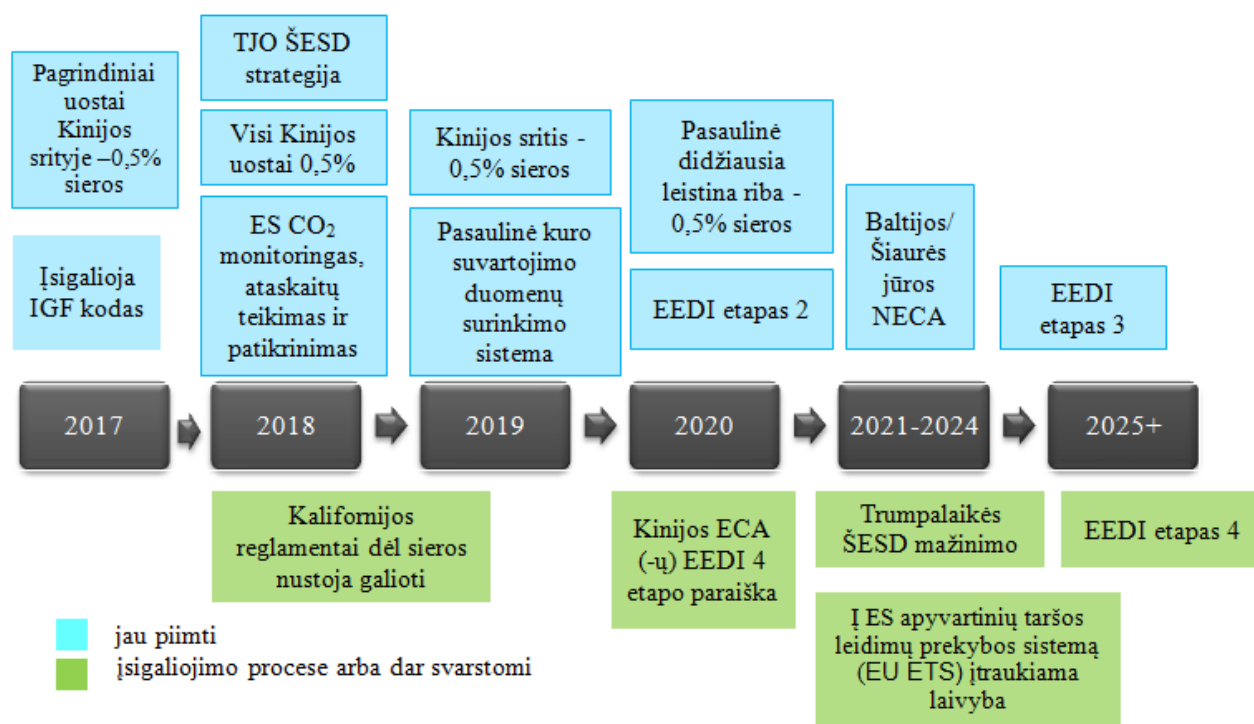 Pagrindiniai
uostai
Kinijos
srityje –0,5%
sieros
Įsigalioja
IGF kodas
TJO ŠESD
strategija
Visi Kinijos
uostai 0,5%
ES CO₂
monitoringas,
ataskaitų
teikimas ir
patikrinimas
Kinijos sritis -
0,5% sieros
Pasaulinė kuro
suvartojimo
duomenų
surinkimo
sistema
Pasaulinė
didžiausia
leistina riba -
0,5% sieros
EEDI etapas 2
Baltijos/
Šiaurės
jūros
NECA
EEDI
etapas 3
2017
2018
2019
2020
2021-2024
2025+
Kalifornijos
reglamentai dėl sieros
nustoja galioti
Kinijos ECA
(-ų) EEDI 4
etapo paraiška
Trumpalaikės
ŠESD mažinimo
EEDI etapas 4
Į ES apyvartinių taršos
leidimų prekybos sistemą
(EU ETS) įtraukiama
laivyba
jau piimti
įsigaliojimo procese arba dar svarstomi